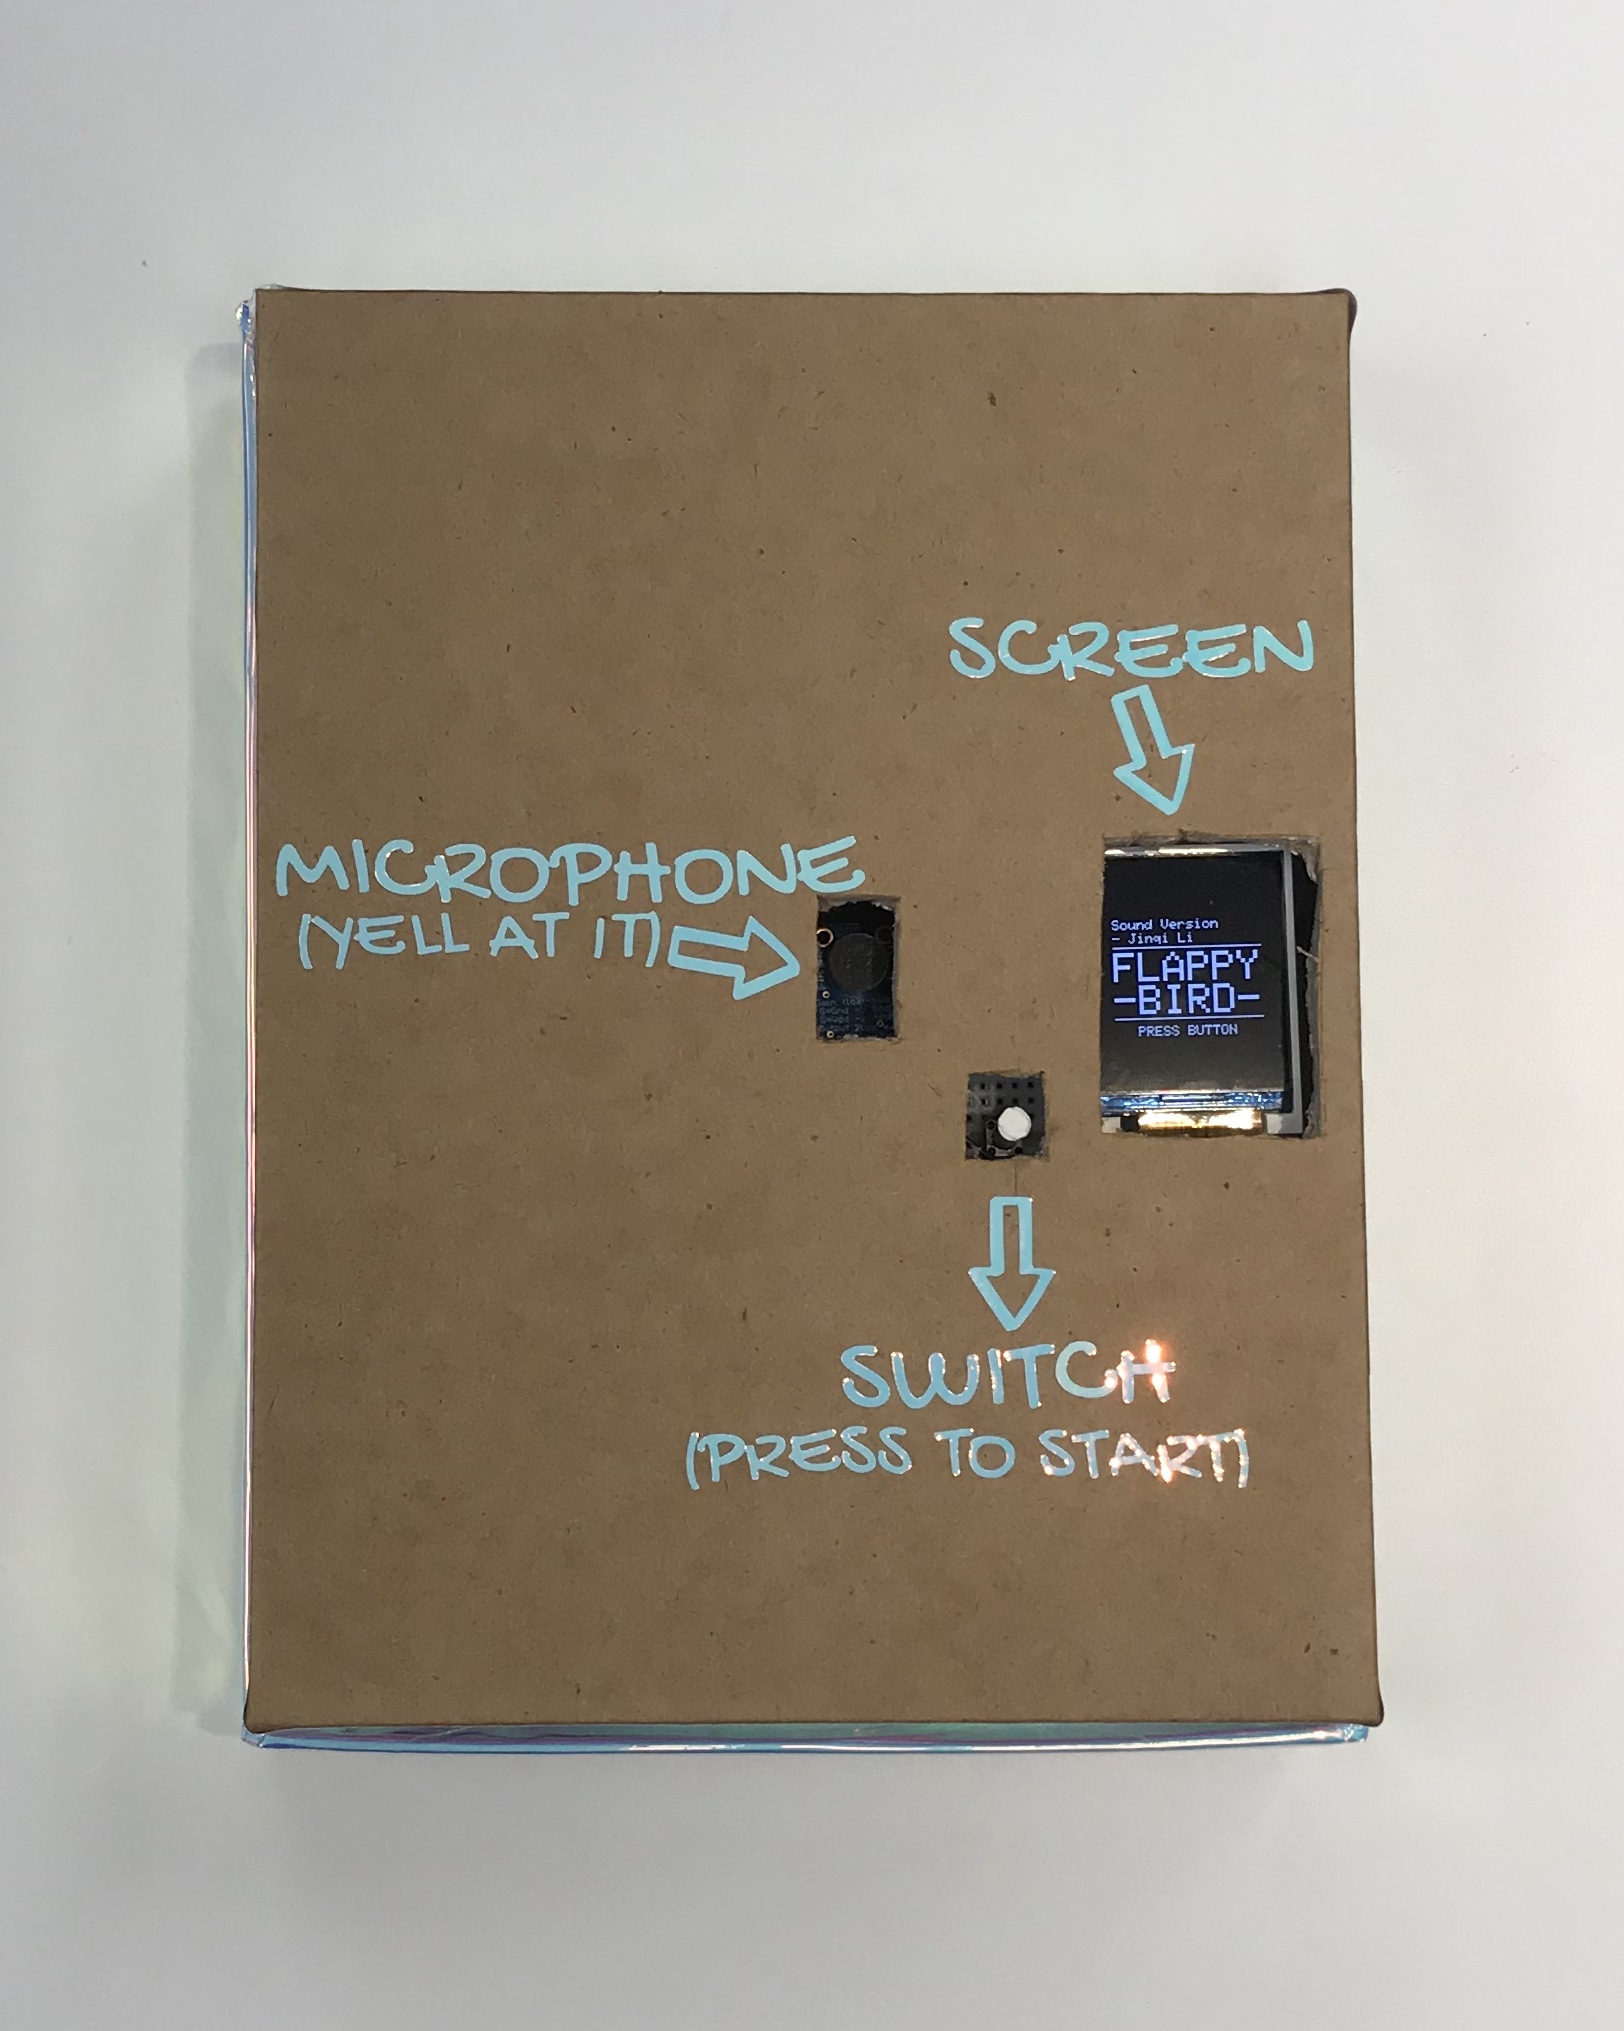 SCREEN
MICROPHONE
(YELL AT IT)
Sound Version
- Jinqi Li
FLAPPY
-BIRD-
PRESS BUTTON
SWITCH
(PRESS TO START)